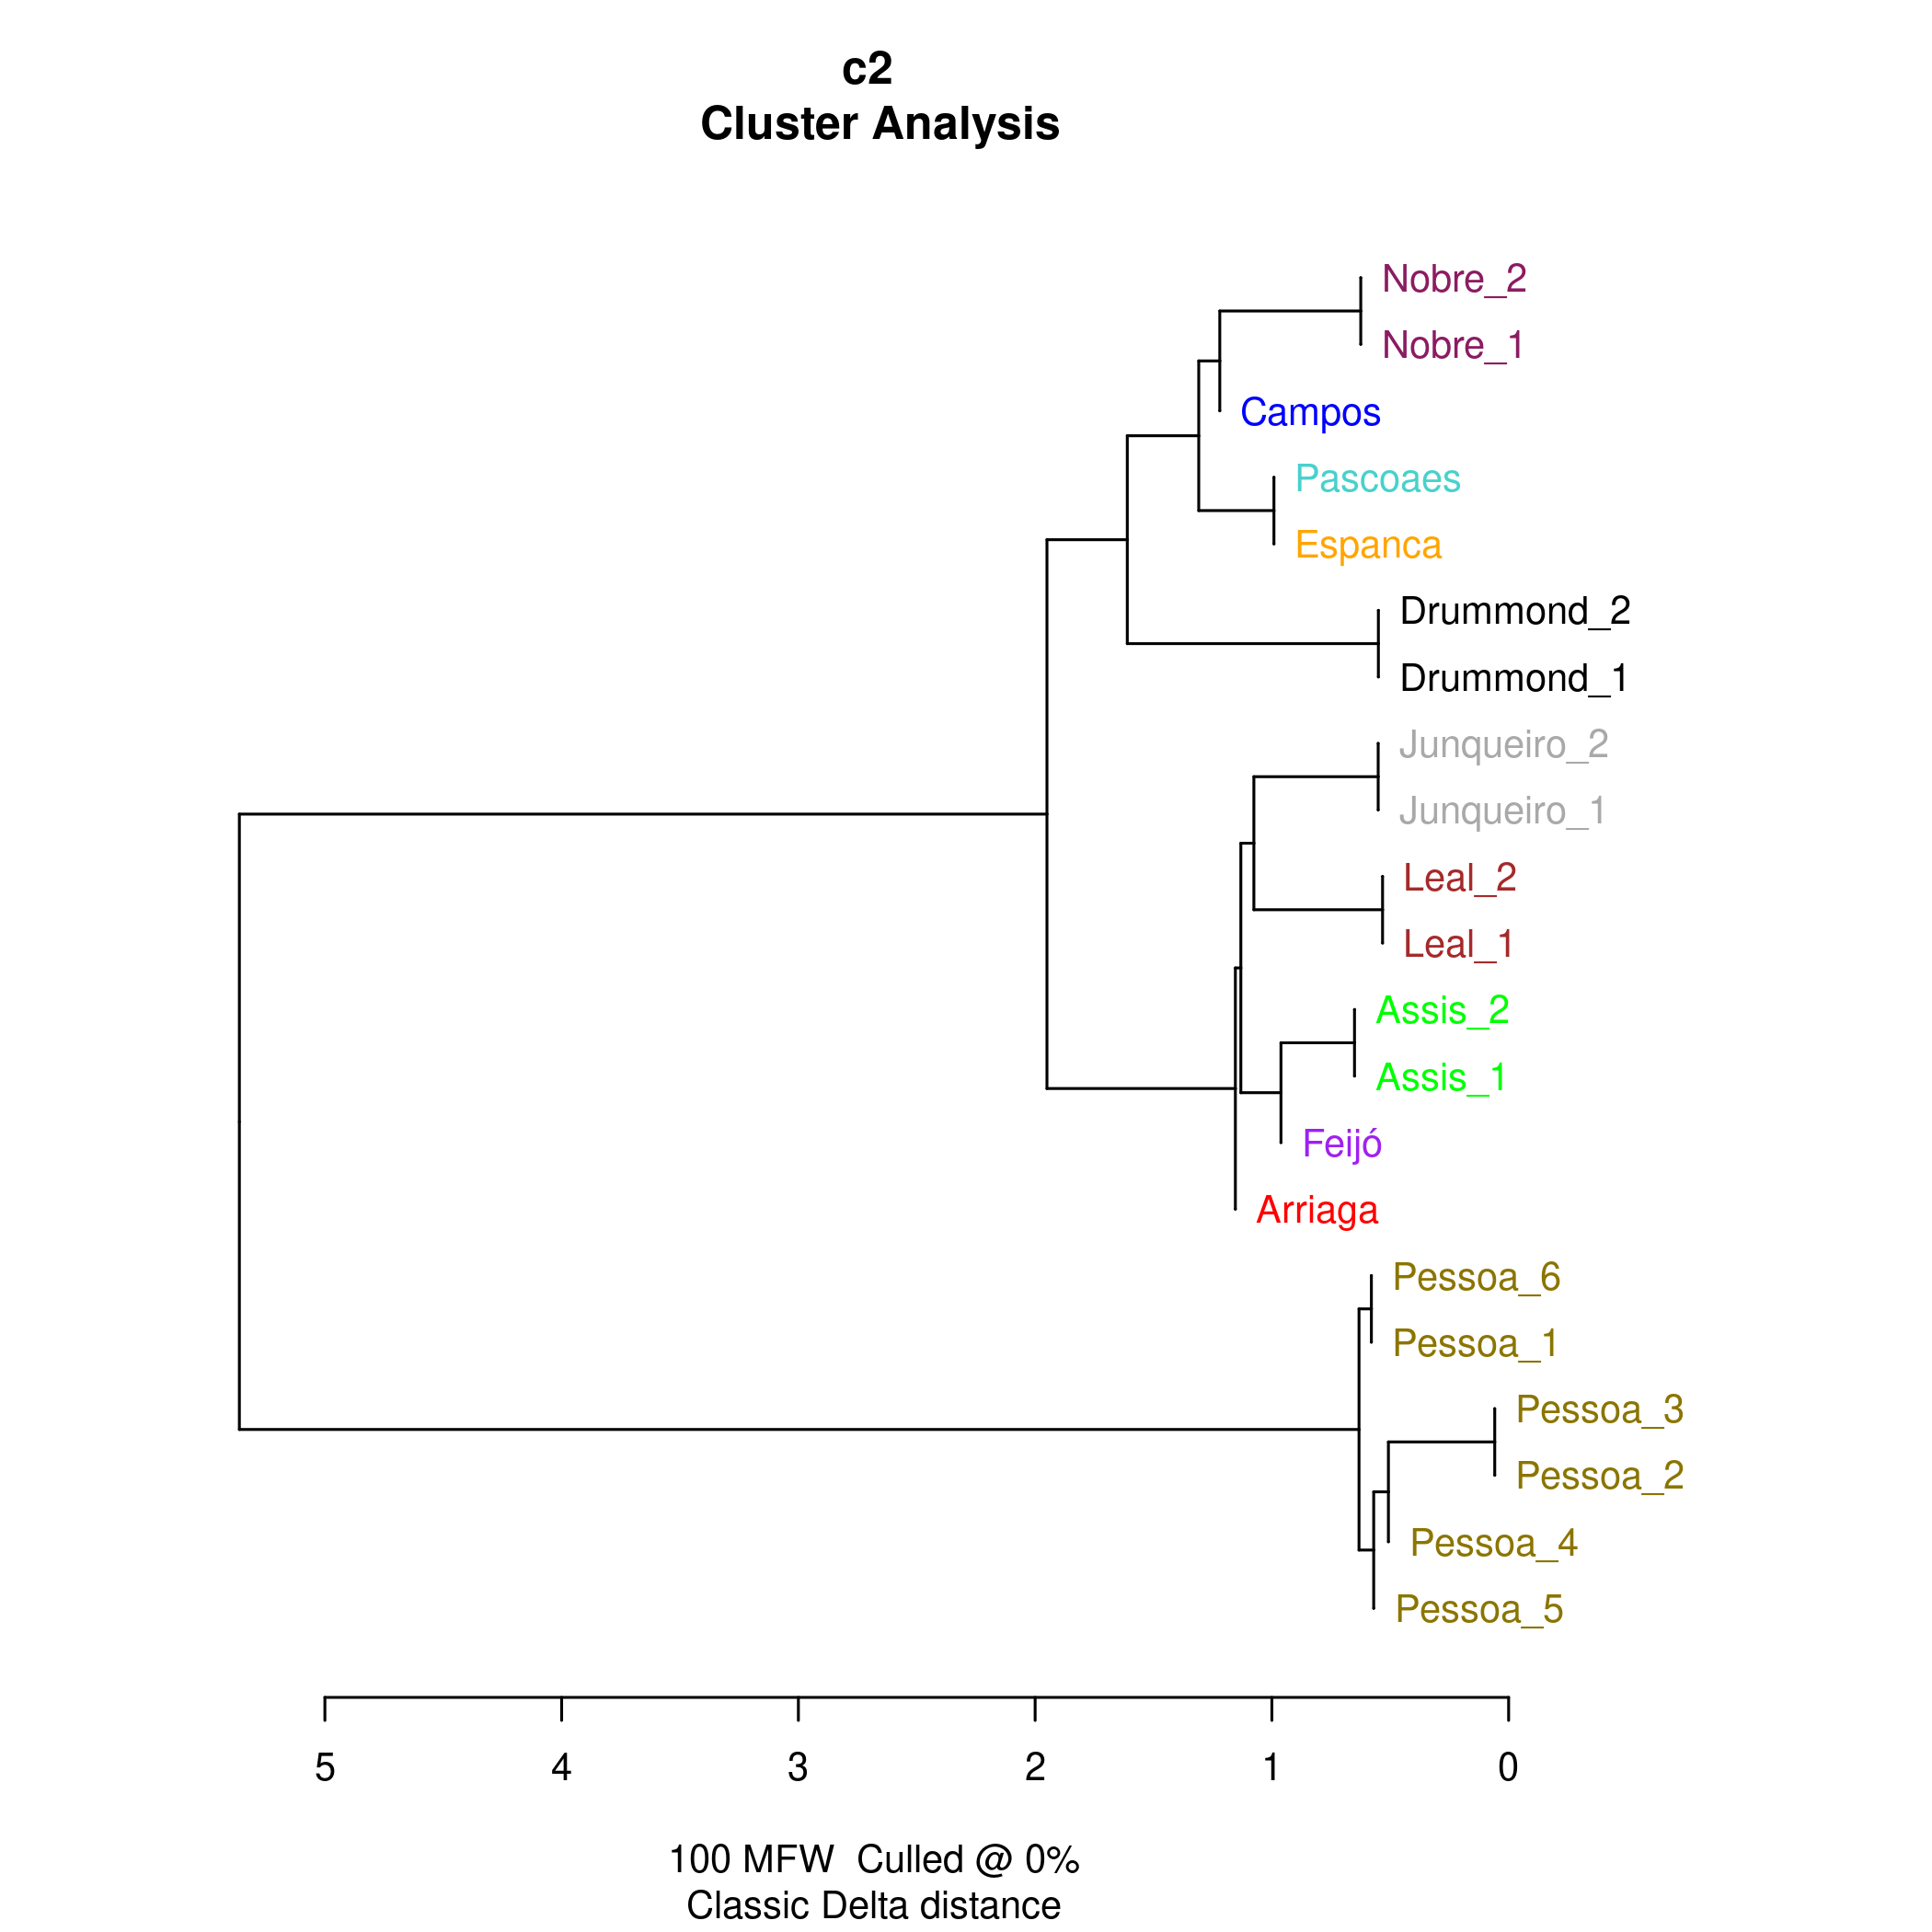 c2
Cluster Analysis
Nobre_2
Nobre_1
Campos
Pascoaes
Espanca
Drummond_2
Drummond_1
Junqueiro_2
Junqueiro_1
Leal_2
Leal_1
Assis_2
Assis_1
Feijó
Arriaga
Pessoa_6
Pessoa_1
Pessoa_3
Pessoa_2
Pessoa_4
Pessoa_5
5 4 3 2 1 0
100 MFW  Culled @ 0%
Classic Delta distance